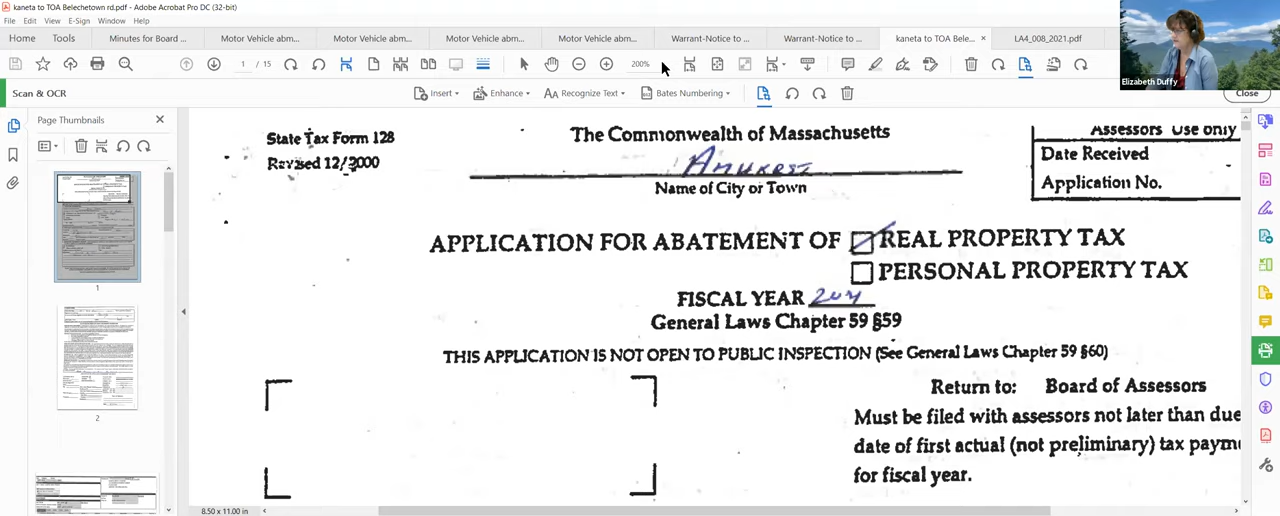 kaneta to TOA Belechetown rd.pdf - Adobe Acrobat Pro DC (32-bit)
File Edit View E-Sign Window Help
Home Tools Minutes for Board ... Motor Vehicle abm... Motor Vehicle abm... Motor Vehicle abm... Motor Vehicle abm... Warrant-Notice to ... Warrant-Notice to ... kaneta to TOA Bele... × LA4_008_2021.pdf
1 / 15 200%
Elizabeth Duffy
Scan & OCR Insert Enhance Recognize Text Bates Numbering Close
Page Thumbnails
1
2
State Tax Form 128
Revised 12/2000
The Commonwealth of Massachusetts
Amherst
Name of City or Town
Assessors Use only
Date Received
Application No.
APPLICATION FOR ABATEMENT OF REAL PROPERTY TAX
PERSONAL PROPERTY TAX
FISCAL YEAR
General Laws Chapter 59 §59
THIS APPLICATION IS NOT OPEN TO PUBLIC INSPECTION (See General Laws Chapter 59 §60)
Return to: Board of Assessors
Must be filed with assessors not later than due
date of first actual (not preliminary) tax paym
for fiscal year.
8.50 x 11.00 in